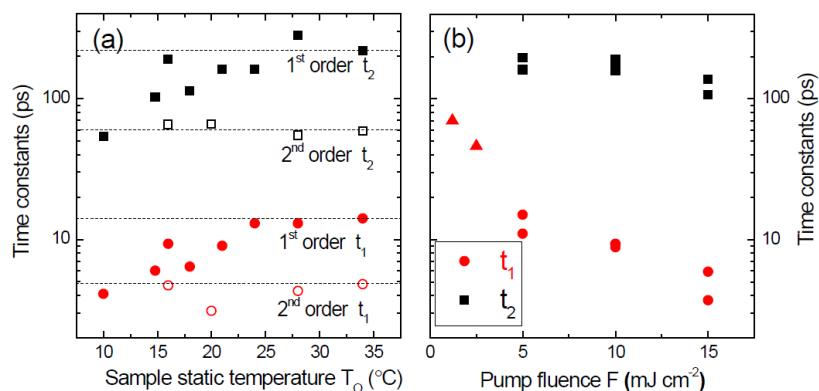 (a)
(b)
Time constants (ps)
100
10
1st order t2
2nd order t2
1st order t1
2nd order t1
10 15 20 25 30 35
Sample static temperature TO (°C)
t1
t2
0 5 10 15
Pump fluence F (mJ cm-2)
100
10
Time constants (ps)